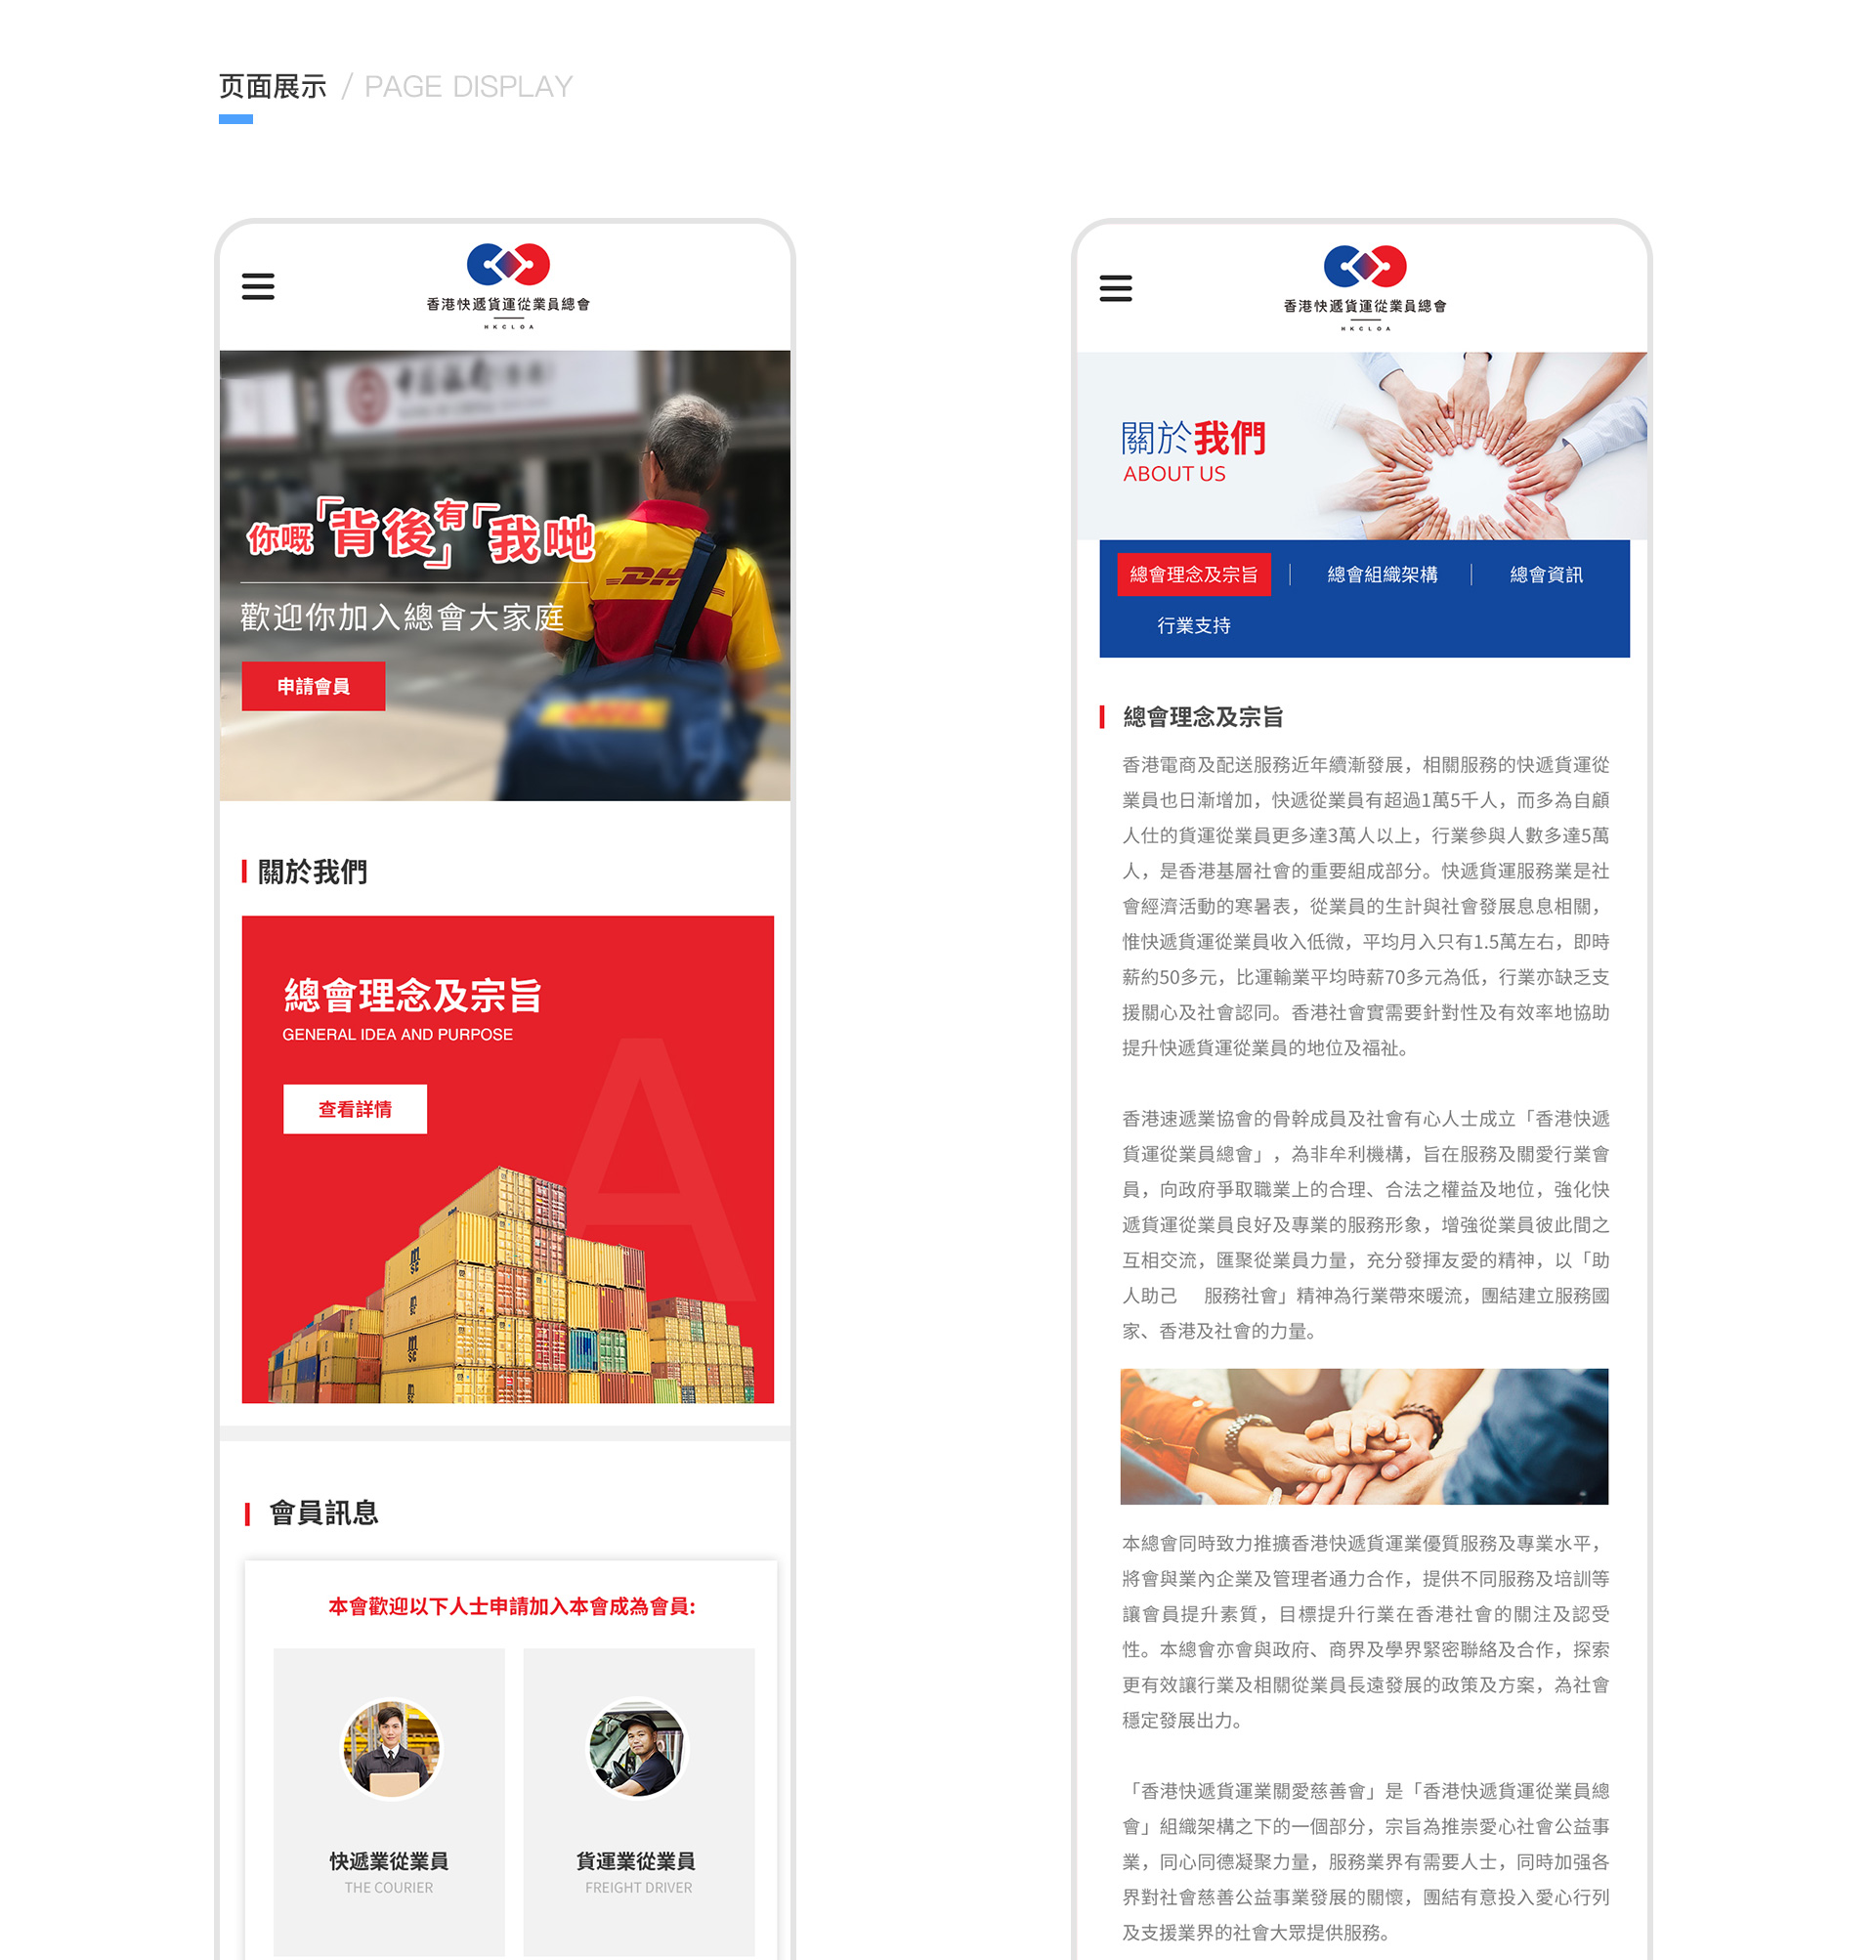 页面展示 / PAGE DISPLAY
香港快遞貨運從業員總會
HKCLOA
你嘅「背後有」「我哋
歡迎你加入總會大家庭
申請會員
DHL
關於我們
總會理念及宗旨
GENERAL IDEA AND PURPOSE
查看詳情
A
會員訊息
本會歡迎以下人士申請加入本會成為會員:
快遞業從業員
THE COURIER
貨運業從業員
FREIGHT DRIVER
香港快遞貨運從業員總會
HKCLOA
關於我們
ABOUT US
總會理念及宗旨 | 總會組織架構 | 總會資訊
行業支持
總會理念及宗旨
香港電商及配送服務近年續漸發展，相關服務的快遞貨運從
業員也日漸增加，快遞從業員有超過1萬5千人，而多為自顧
人仕的貨運從業員更多達3萬人以上，行業參與人數多達5萬
人，是香港基層社會的重要組成部分。快遞貨運服務業是社
會經濟活動的寒暑表，從業員的生計與社會發展息息相關，
惟快遞貨運從業員收入低微，平均月入只有1.5萬左右，即時
薪約50多元，比運輸業平均時薪70多元為低，行業亦缺乏支
援關心及社會認同。香港社會實需要針對性及有效率地協助
提升快遞貨運從業員的地位及福祉。
香港速遞業協會的骨幹成員及社會有心人士成立「香港快遞
貨運從業員總會」，為非牟利機構，旨在服務及關愛行業會
員，向政府爭取職業上的合理、合法之權益及地位，強化快
遞貨運從業員良好及專業的服務形象，增強從業員彼此間之
互相交流，匯聚從業員力量，充分發揮友愛的精神，以「助
人助己 服務社會」精神為行業帶來暖流，團結建立服務國
家、香港及社會的力量。
本總會同時致力推擴香港快遞貨運業優質服務及專業水平，
將會與業內企業及管理者通力合作，提供不同服務及培訓等
讓會員提升素質，目標提升行業在香港社會的關注及認受
性。本總會亦會與政府、商界及學界緊密聯絡及合作，探索
更有效讓行業及相關從業員長遠發展的政策及方案，為社會
穩定發展出力。
「香港快遞貨運業關愛慈善會」是「香港快遞貨運從業員總
會」組織架構之下的一個部分，宗旨為推崇愛心社會公益事
業，同心同德凝聚力量，服務業界有需要人士，同時加强各
界對社會慈善公益事業發展的關懷，團結有意投入愛心行列
及支援業界的社會大眾提供服務。